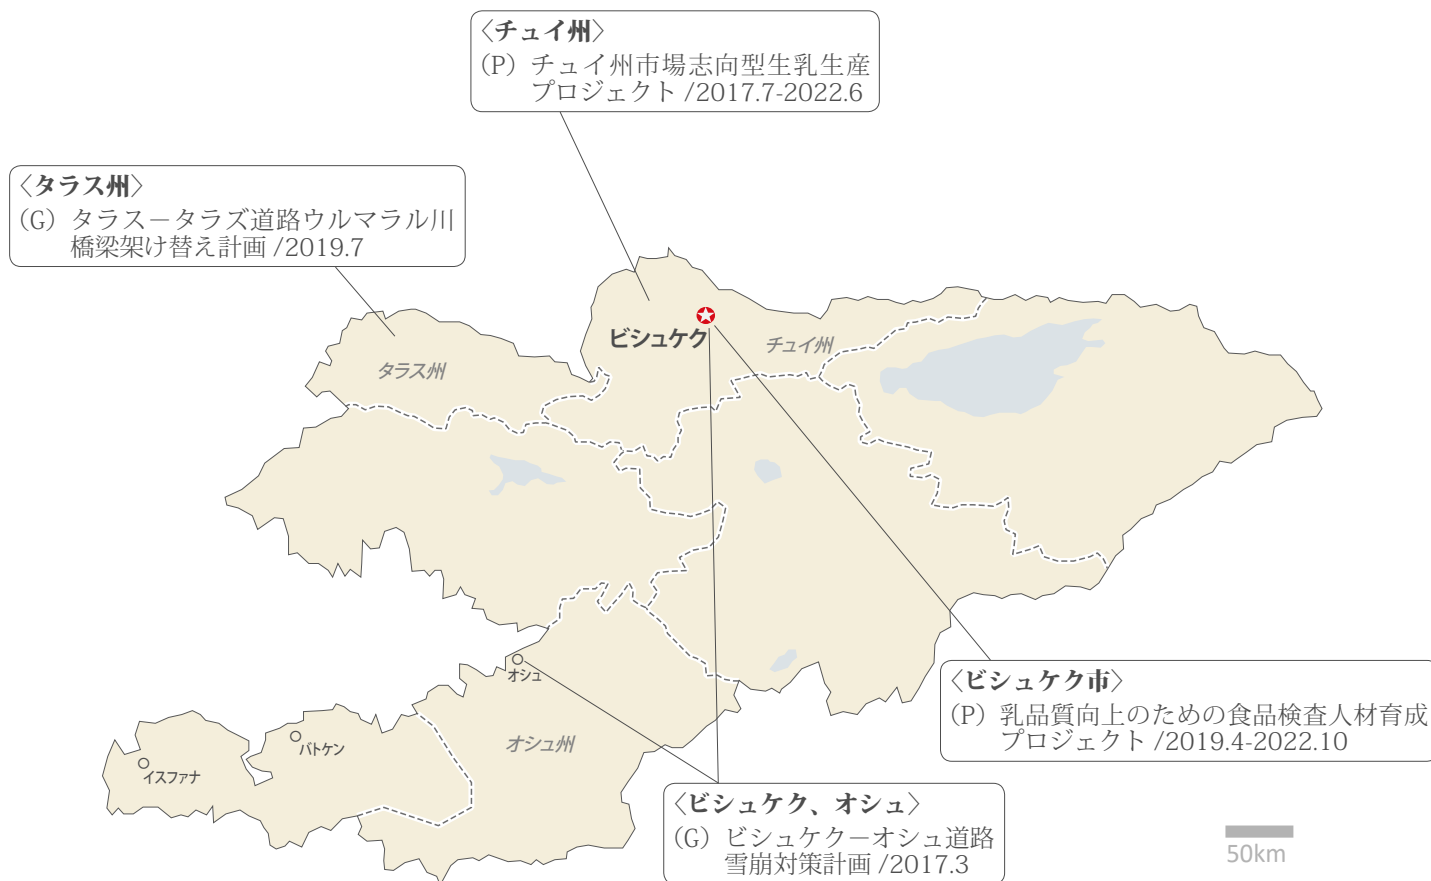 〈チュイ州〉
(P) チュイ州市場志向型生乳生産
プロジェクト /2017.7-2022.6
〈タラス州〉
(G) タラス－タラズ道路ウルマラル川
橋梁架け替え計画 /2019.7
ビシュケク
チュイ州
タラス州
オシュ
オシュ州
バトケン
イスファナ
〈ビシュケク市〉
(P) 乳品質向上のための食品検査人材育成
プロジェクト /2019.4-2022.10
〈ビシュケク、オシュ〉
(G) ビシュケク－オシュ道路
雪崩対策計画 /2017.3
50km